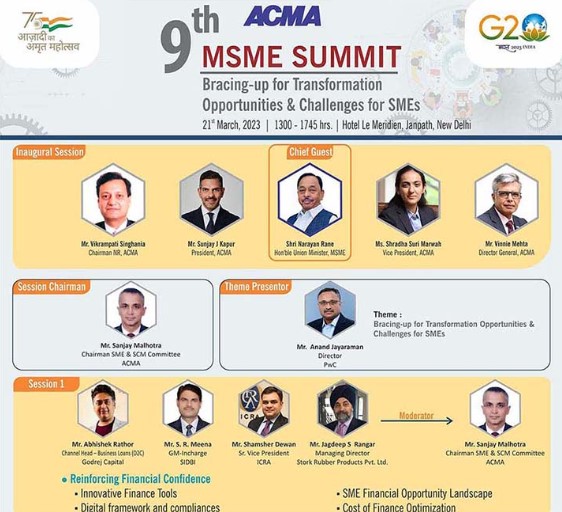 75
आज़ादी का
अमृत महोत्सव
9th ACMA
MSME SUMMIT
Bracing-up for Transformation
Opportunities & Challenges for SMEs
21st March, 2023 | 1300 - 1745 hrs. | Hotel Le Meridien, Janpath, New Delhi
G20
भारत 2023 INDIA
Inaugural Session
Chief Guest
Mr. Vikrampati Singhania
Chairman NR, ACMA
Mr. Sunjay J Kapur
President, ACMA
Shri Narayan Rane
Hon'ble Union Minister, MSME
Ms. Shradha Suri Marwah
Vice President, ACMA
Mr. Vinnie Mehta
Director General, ACMA
Session Chairman
Mr. Sanjay Malhotra
Chairman SME & SCM Committee
ACMA
Theme Presentor
Mr. Anand Jayaraman
Director
PwC
Theme :
Bracing-up for Transformation Opportunities &
Challenges for SMEs
Session 1
Mr. Abhishek Rathor
Channel Head – Business Loans (D2C)
Godrej Capital
Mr. S. R. Meena
GM-Incharge
SIDBI
ICRA
Mr. Shamsher Dewan
Sr. Vice President
ICRA
Mr. Jagdeep S Rangar
Managing Director
Stork Rubber Products Pvt. Ltd.
Moderator
Mr. Sanjay Malhotra
Chairman SME & SCM Committee
ACMA
• Reinforcing Financial Confidence
• Innovative Finance Tools
• Digital framework and compliances
• SME Financial Opportunity Landscape
• Cost of Finance Optimization